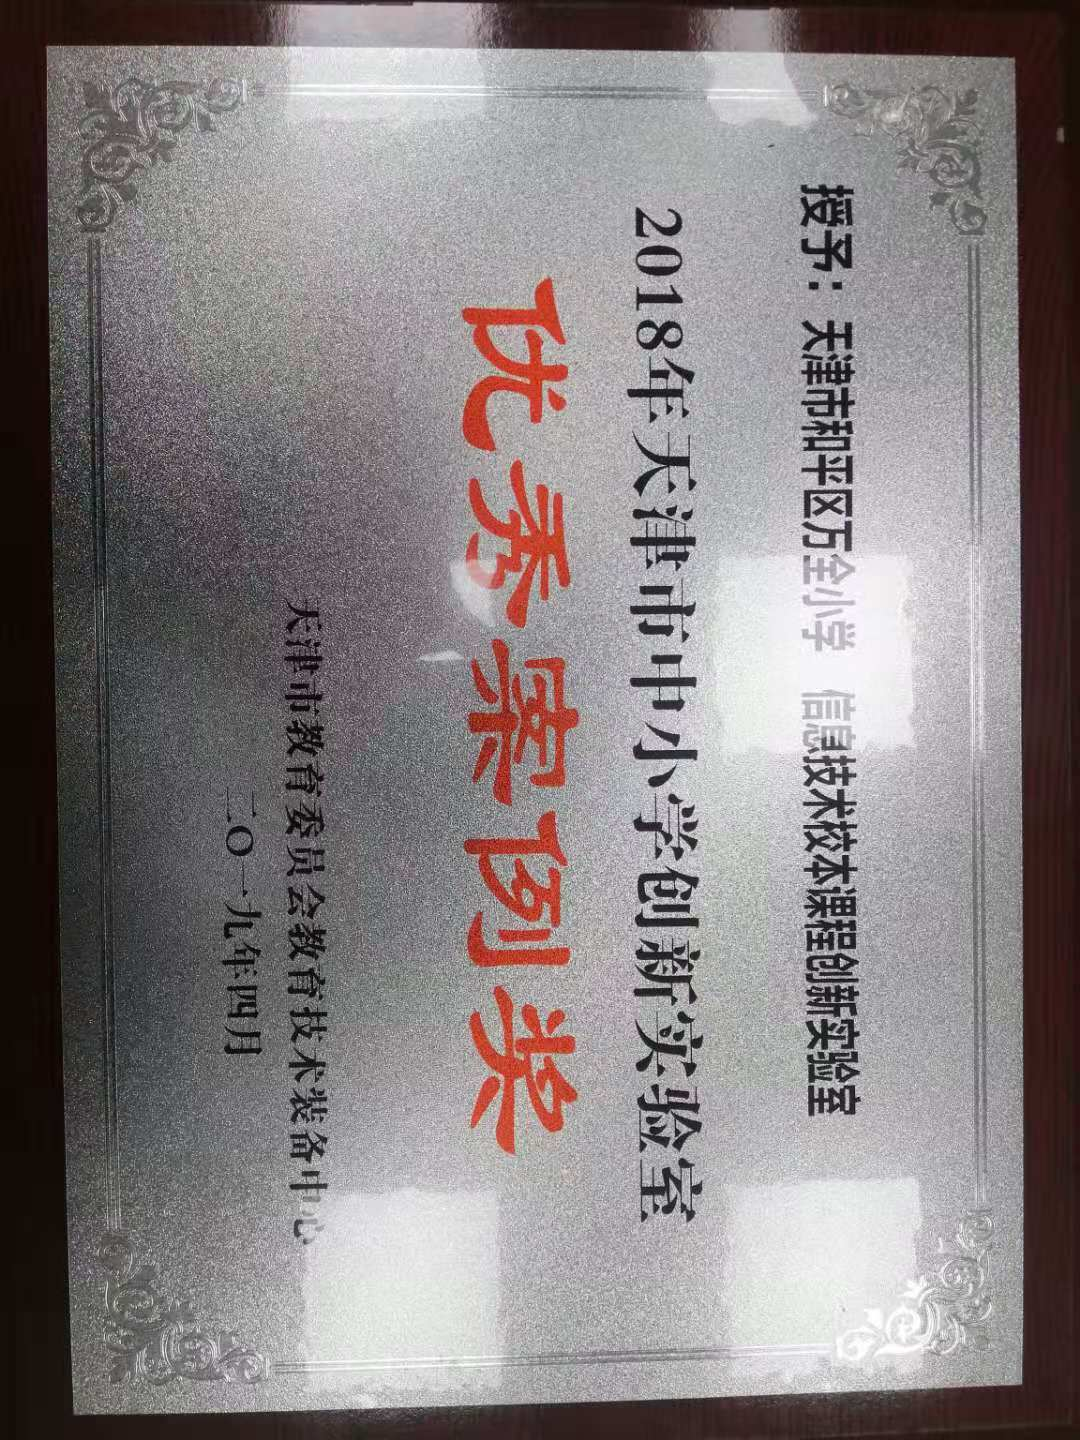 授予：天津市和平区万全小学 信息技术校本课程创新实验室
2018年天津市中小学创新实验室
优秀案例奖
天津市教育委员会教育技术装备中心
二〇一九年四月